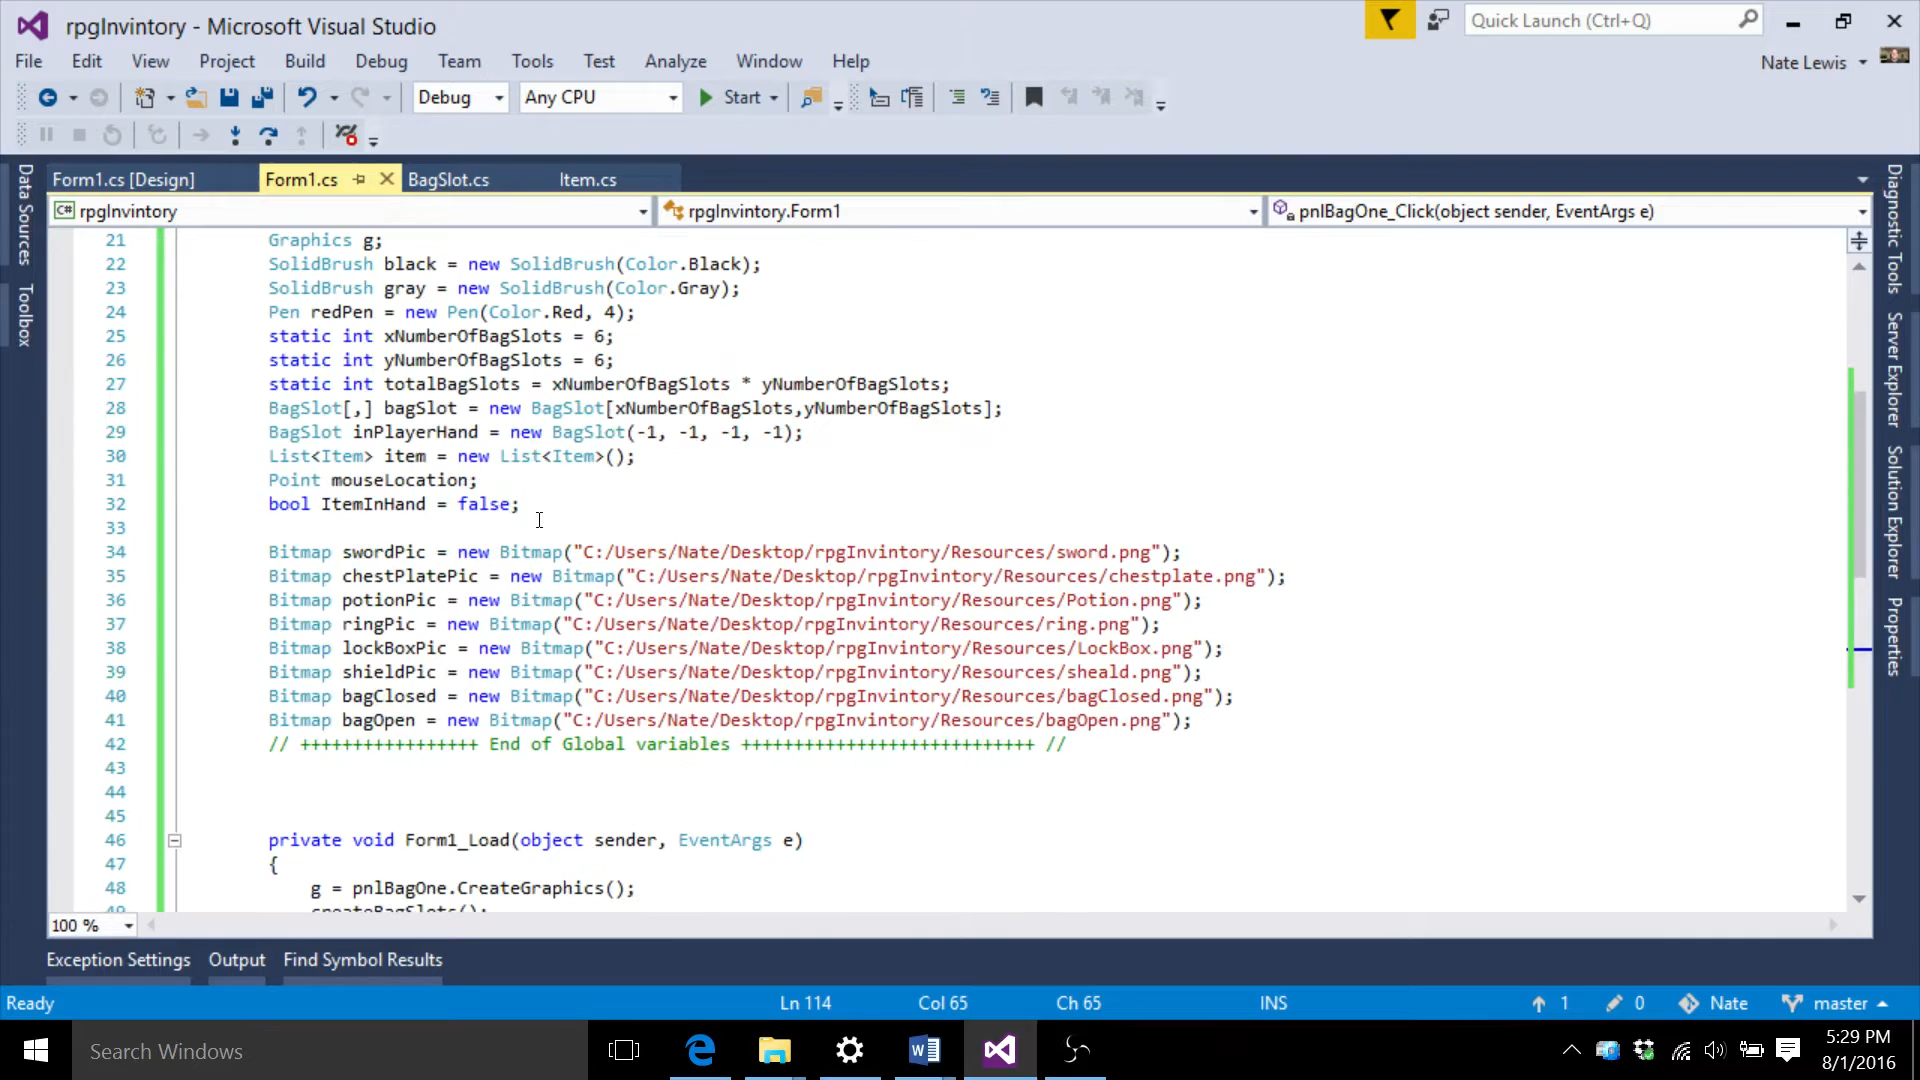 rpgInvintory - Microsoft Visual Studio
Quick Launch (Ctrl+Q)
File Edit View Project Build Debug Team Tools Test Analyze Window Help
Nate Lewis
Debug Any CPU Start
Form1.cs [Design] Form1.cs BagSlot.cs Item.cs
C# rpgInvintory rpgInvintory.Form1 pnlBagOne_Click(object sender, EventArgs e)
Data Sources
Toolbox
21 Graphics g;
22 SolidBrush black = new SolidBrush(Color.Black);
23 SolidBrush gray = new SolidBrush(Color.Gray);
24 Pen redPen = new Pen(Color.Red, 4);
25 static int xNumberOfBagSlots = 6;
26 static int yNumberOfBagSlots = 6;
27 static int totalBagSlots = xNumberOfBagSlots * yNumberOfBagSlots;
28 BagSlot[,] bagSlot = new BagSlot[xNumberOfBagSlots,yNumberOfBagSlots];
29 BagSlot inPlayerHand = new BagSlot(-1, -1, -1, -1);
30 List<Item> item = new List<Item>();
31 Point mouseLocation;
32 bool ItemInHand = false;
33
34 Bitmap swordPic = new Bitmap("C:/Users/Nate/Desktop/rpgInvintory/Resources/sword.png");
35 Bitmap chestPlatePic = new Bitmap("C:/Users/Nate/Desktop/rpgInvintory/Resources/chestplate.png");
36 Bitmap potionPic = new Bitmap("C:/Users/Nate/Desktop/rpgInvintory/Resources/Potion.png");
37 Bitmap ringPic = new Bitmap("C:/Users/Nate/Desktop/rpgInvintory/Resources/ring.png");
38 Bitmap lockBoxPic = new Bitmap("C:/Users/Nate/Desktop/rpgInvintory/Resources/LockBox.png");
39 Bitmap shieldPic = new Bitmap("C:/Users/Nate/Desktop/rpgInvintory/Resources/sheald.png");
40 Bitmap bagClosed = new Bitmap("C:/Users/Nate/Desktop/rpgInvintory/Resources/bagClosed.png");
41 Bitmap bagOpen = new Bitmap("C:/Users/Nate/Desktop/rpgInvintory/Resources/bagOpen.png");
42 // +++++++++++++++++ End of Global variables ++++++++++++++++++++++++++++ //
43
44
45
46 private void Form1_Load(object sender, EventArgs e)
47 {
48 g = pnlBagOne.CreateGraphics();
49 createBagSlots();
Diagnostic Tools
Server Explorer
Solution Explorer
Properties
100 %
Exception Settings Output Find Symbol Results
Ready Ln 114 Col 65 Ch 65 INS 1 0 Nate master
Search Windows
5:29 PM
8/1/2016